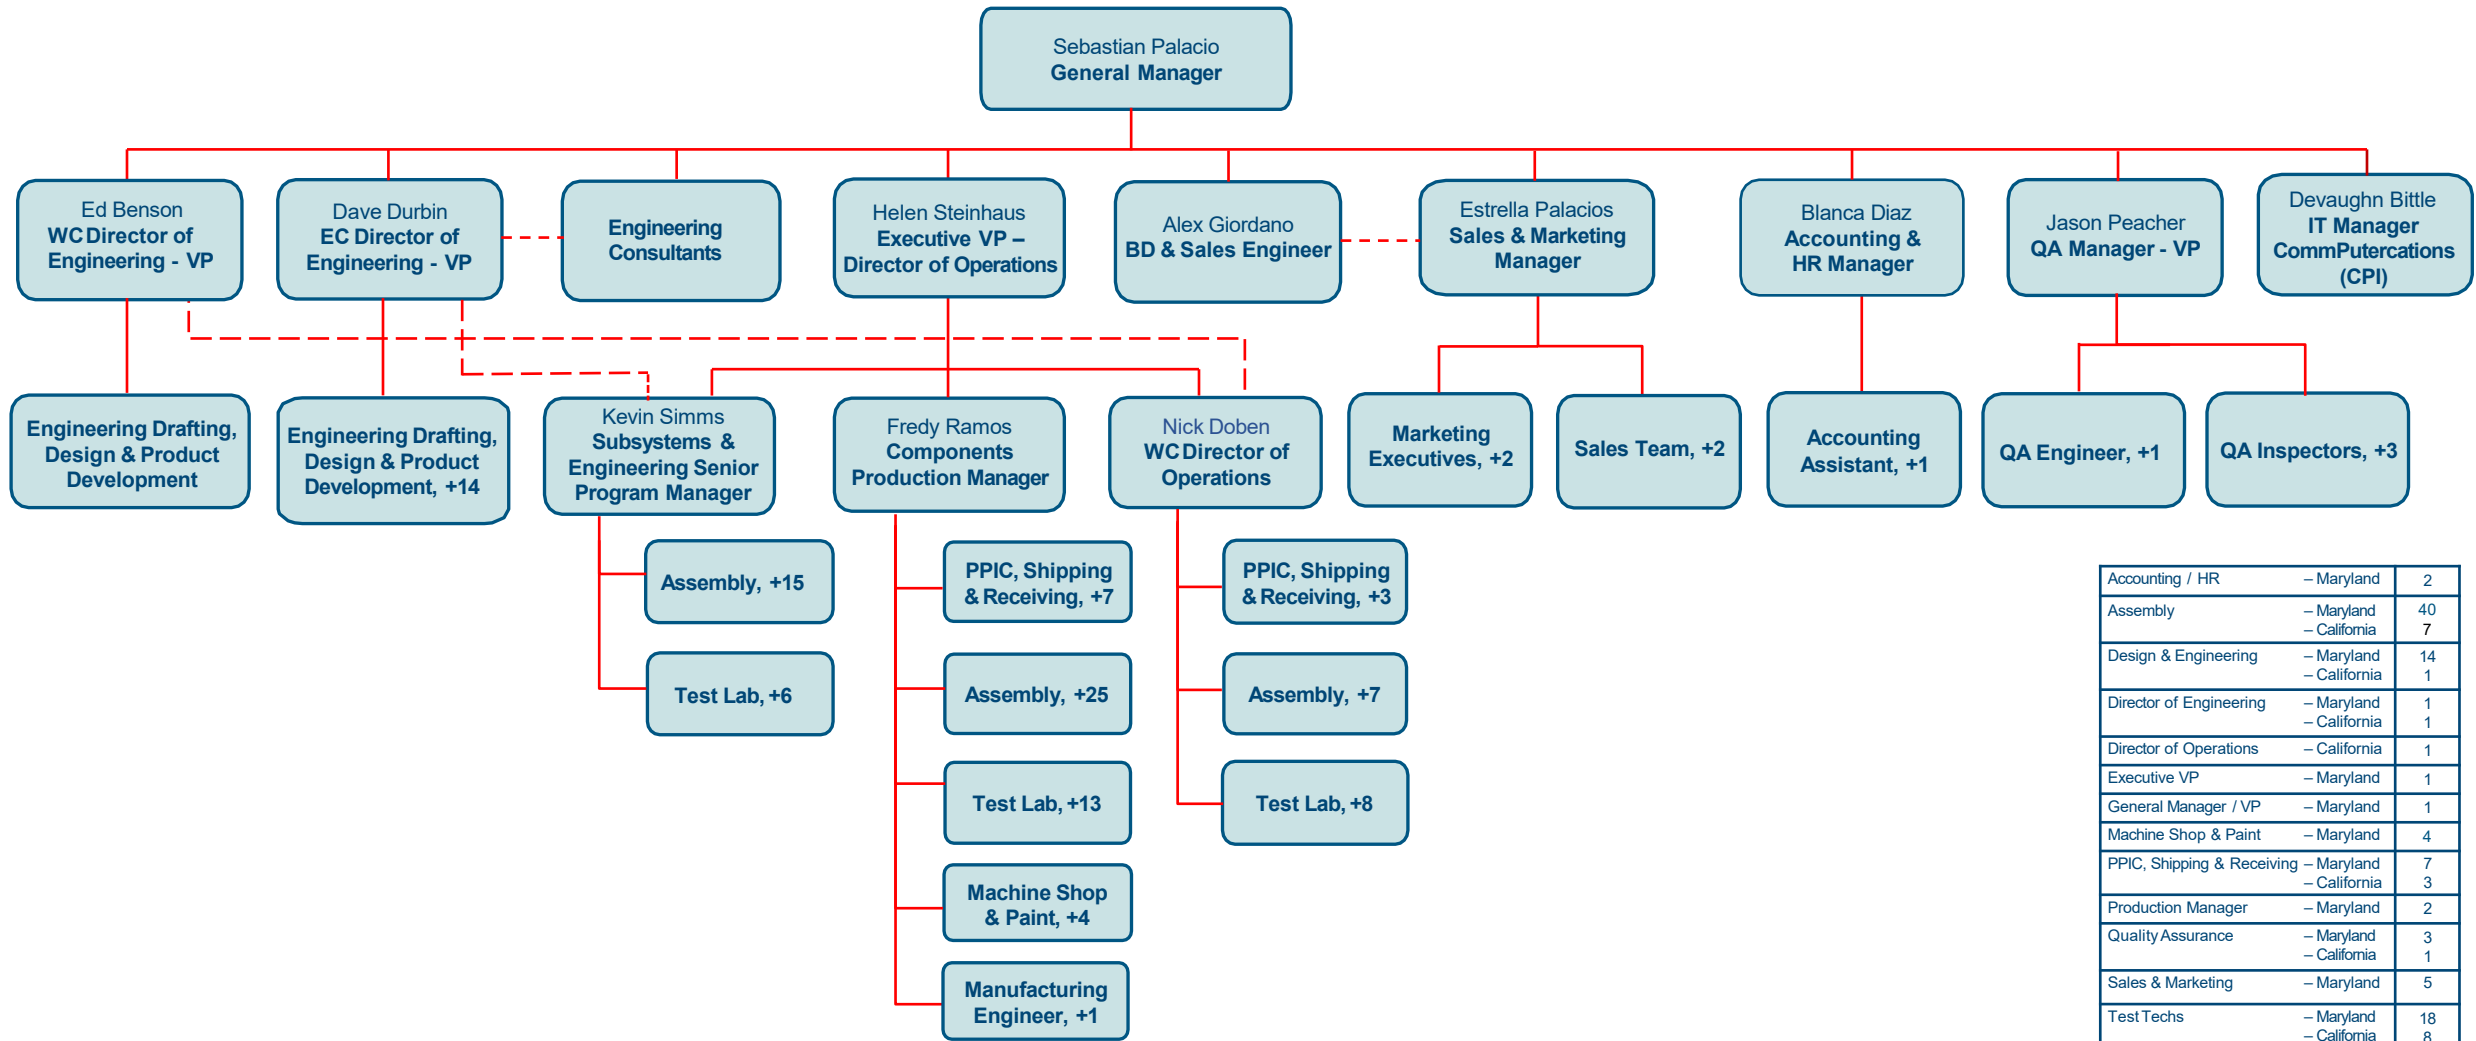 Sebastian Palacio
General Manager
Ed Benson
WC Director of
Engineering - VP
Dave Durbin
EC Director of
Engineering - VP
Engineering
Consultants
Helen Steinhaus
Executive VP –
Director of Operations
Alex Giordano
BD & Sales Engineer
Estrella Palacios
Sales & Marketing
Manager
Blanca Diaz
Accounting &
HR Manager
Jason Peacher
QA Manager - VP
Devaughn Bittle
IT Manager
CommPutercations
(CPI)
Engineering Drafting,
Design & Product
Development
Engineering Drafting,
Design & Product
Development, +14
Kevin Simms
Subsystems &
Engineering Senior
Program Manager
Fredy Ramos
Components
Production Manager
Nick Doben
WC Director of
Operations
Marketing
Executives, +2
Sales Team, +2
Accounting
Assistant, +1
QA Engineer, +1
QA Inspectors, +3
Assembly, +15
Test Lab, +6
PPIC, Shipping
& Receiving, +7
Assembly, +25
Test Lab, +13
Machine Shop
& Paint, +4
Manufacturing
Engineer, +1
PPIC, Shipping
& Receiving, +3
Assembly, +7
Test Lab, +8
Accounting / HR – Maryland 2
Assembly – Maryland 40
– California 7
Design & Engineering – Maryland 14
– California 1
Director of Engineering – Maryland 1
– California 1
Director of Operations – California 1
Executive VP – Maryland 1
General Manager / VP – Maryland 1
Machine Shop & Paint – Maryland 4
PPIC, Shipping & Receiving – Maryland 7
– California 3
Production Manager – Maryland 2
Quality Assurance – Maryland 3
– California 1
Sales & Marketing – Maryland 5
Test Techs – Maryland 18
– California 8